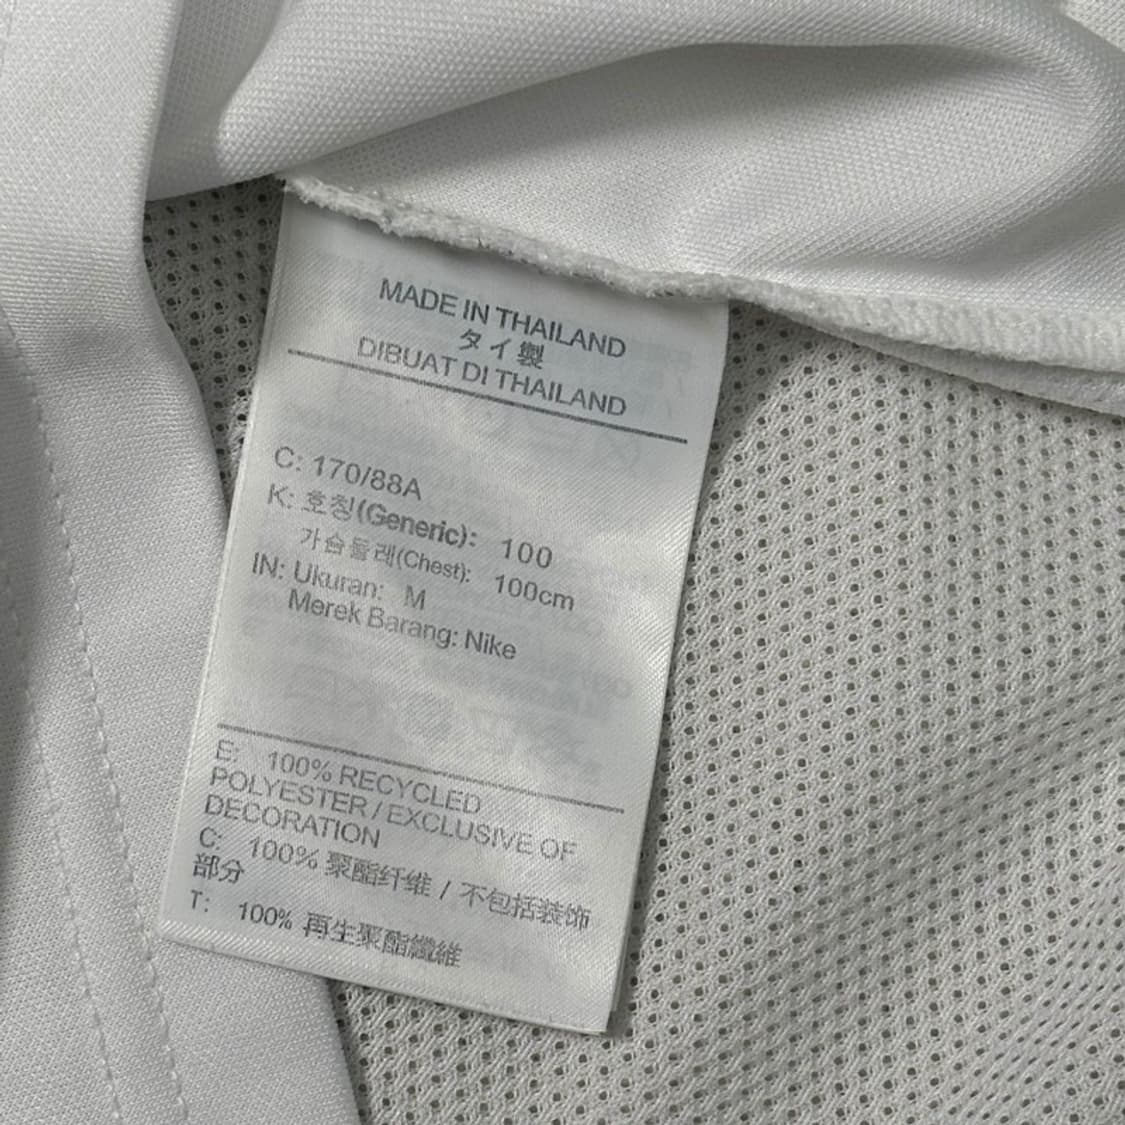 MADE IN THAILAND
タイ製
DIBUAT DI THAILAND
C: 170/88A
K: 호칭(Generic): 100
가슴둘레(Chest): 100cm
IN: Ukuran: M
Merek Barang: Nike
E: 100% RECYCLED
POLYESTER / EXCLUSIVE OF
DECORATION
C: 100% 聚酯纤维 / 不包括装饰
部分
T: 100% 再生聚酯纖維